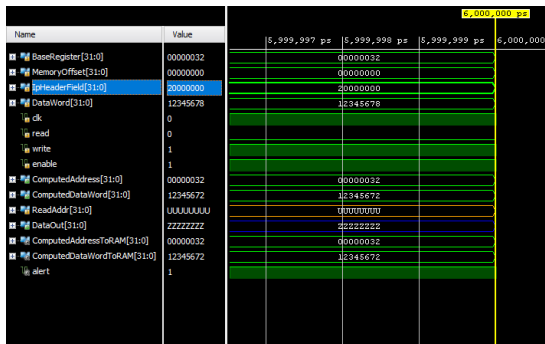 6,000,000 ps
Name Value
5,999,997 ps 5,999,998 ps 5,999,999 ps 6,000,000
BaseRegister[31:0] 00000032 00000032
MemoryOffset[31:0] 00000000 00000000
IpHeaderField[31:0] 20000000 20000000
DataWord[31:0] 12345678 12345678
clk 0
read 0
write 1
enable 1
ComputedAddress[31:0] 00000032 00000032
ComputedDataWord[31:0] 12345672 12345672
ReadAddr[31:0] UUUUUUUU UUUUUUUU
DataOut[31:0] ZZZZZZZZ ZZZZZZZZ
ComputedAddressToRAM[31:0] 00000032 00000032
ComputedDataWordToRAM[31:0] 12345672 12345672
alert 1